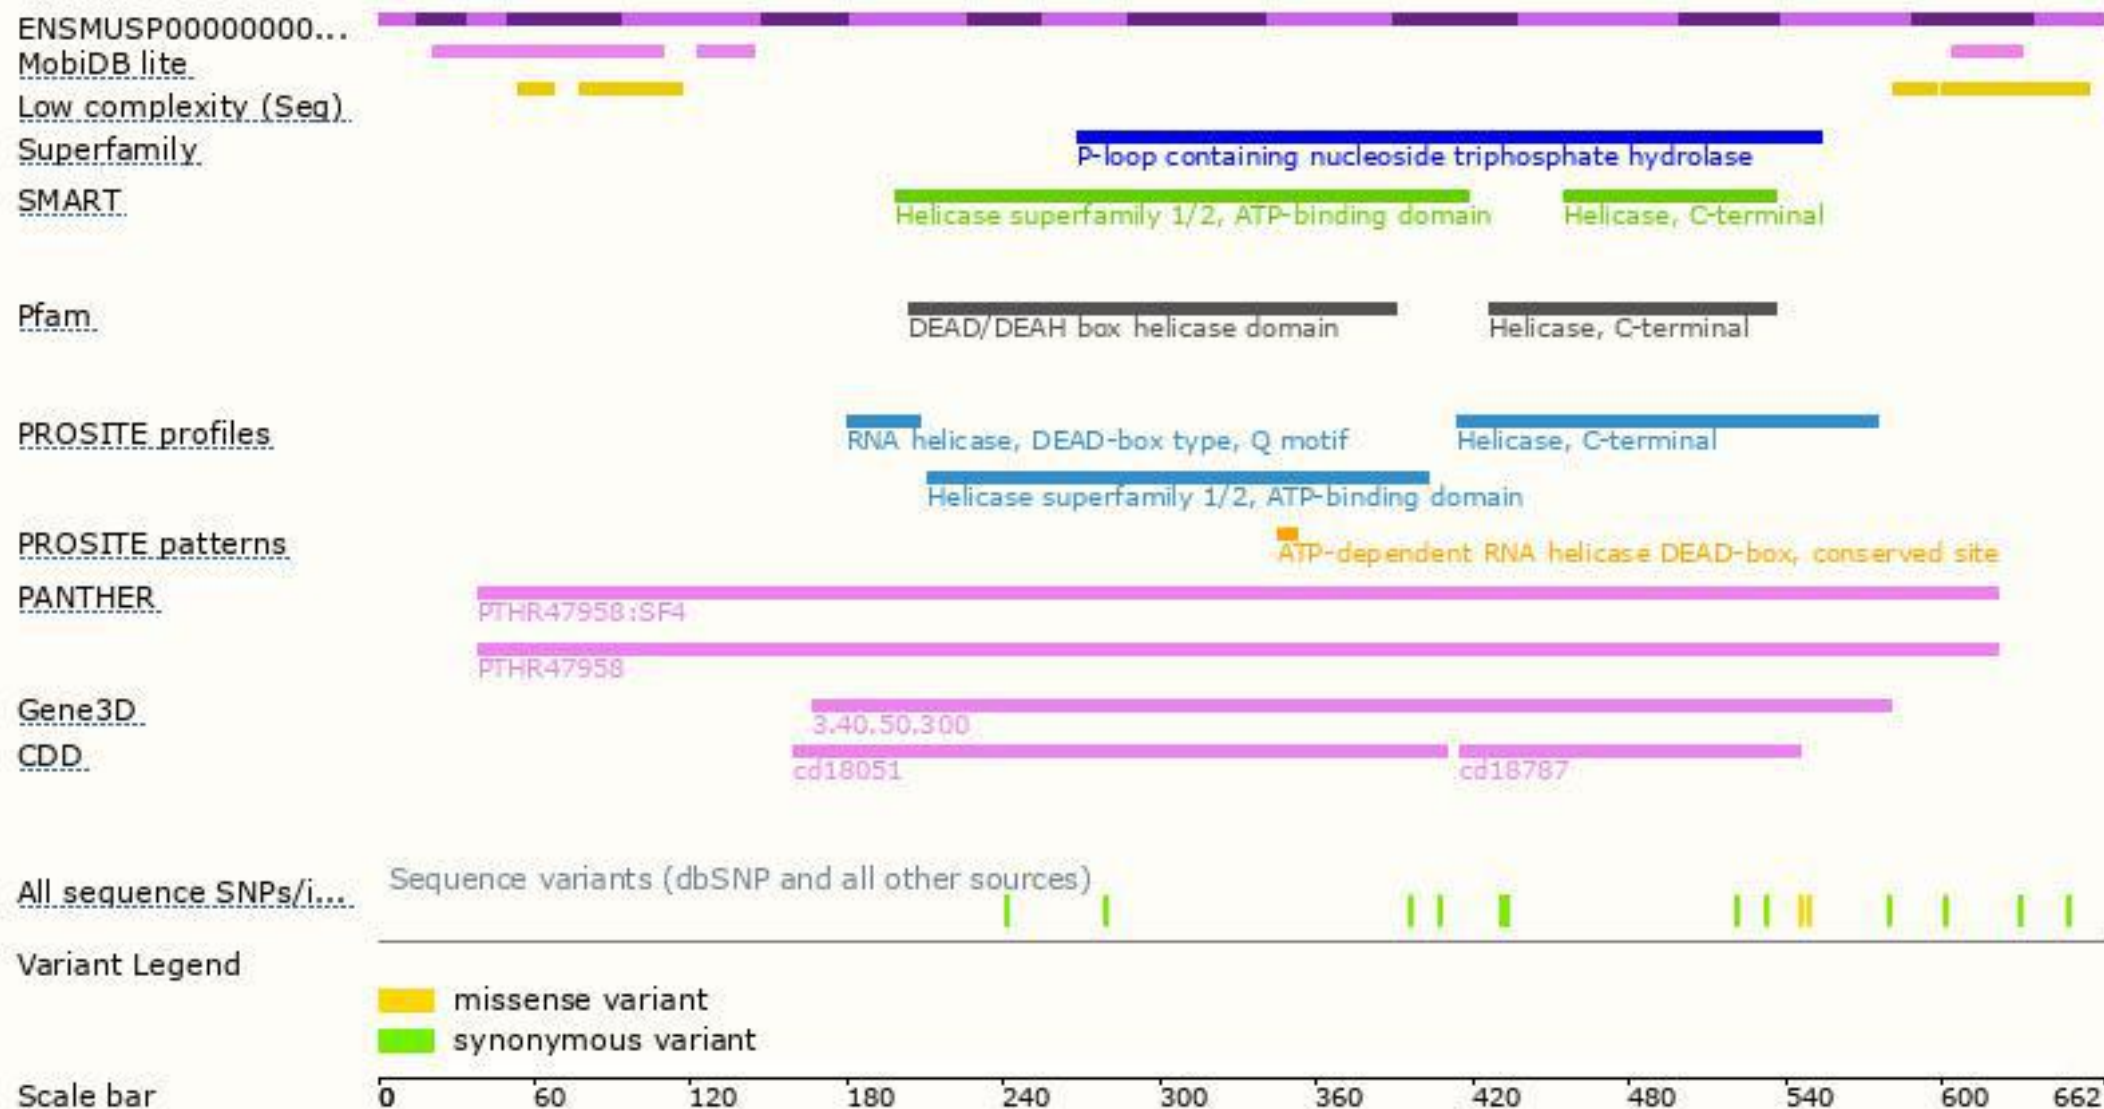 ENSMUSP00000000...
MobiDB lite
Low complexity (Seg)
Superfamily
P-loop containing nucleoside triphosphate hydrolase
SMART
Helicase superfamily 1/2, ATP-binding domain
Helicase, C-terminal
Pfam
DEAD/DEAH box helicase domain
Helicase, C-terminal
PROSITE profiles
RNA helicase, DEAD-box type, Q motif
Helicase, C-terminal
Helicase superfamily 1/2, ATP-binding domain
PROSITE patterns
ATP-dependent RNA helicase DEAD-box, conserved site
PANTHER
PTHR47958:SF4
PTHR47958
Gene3D
3.40.50.300
CDD
cd18051
cd18787
All sequence SNPs/i...
Sequence variants (dbSNP and all other sources)
Variant Legend
missense variant
synonymous variant
Scale bar
0 60 120 180 240 300 360 420 480 540 600 662